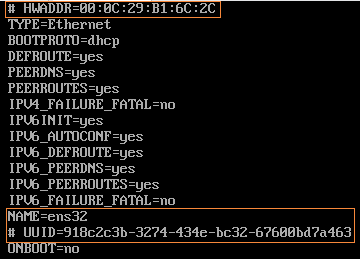 # HWADDR=00:0C:29:B1:6C:2C
TYPE=Ethernet
BOOTPROTO=dhcp
DEFROUTE=yes
PEERDNS=yes
PEERROUTES=yes
IPV4_FAILURE_FATAL=no
IPV6INIT=yes
IPV6_AUTOCONF=yes
IPV6_DEFROUTE=yes
IPV6_PEERDNS=yes
IPV6_PEERROUTES=yes
IPV6_FAILURE_FATAL=no
NAME=ens32
# UUID=918c2c3b-3274-434e-bc32-67600bd7a463
ONBOOT=no